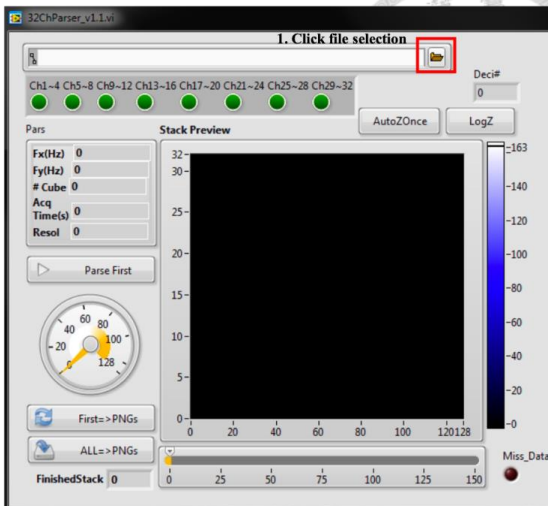 32ChParser_v1.1.vi
1. Click file selection
Ch1~4 Ch5~8 Ch9~12 Ch13~16 Ch17~20 Ch21~24 Ch25~28 Ch29~32
Deci#
0
AutoZOnce
LogZ
Pars
Stack Preview
Fx(Hz) 0
Fy(Hz) 0
# Cube 0
Acq
Time(s) 0
Resol 0
Parse First
0
20
40
60
80
100
128
First=>PNGs
ALL=>PNGs
FinishedStack 0
32
30
25
20
15
10
5
0
0 20 40 60 80 100 120128
163
140
120
100
80
60
40
20
0
0 25 50 75 100 125 150
Miss_Data